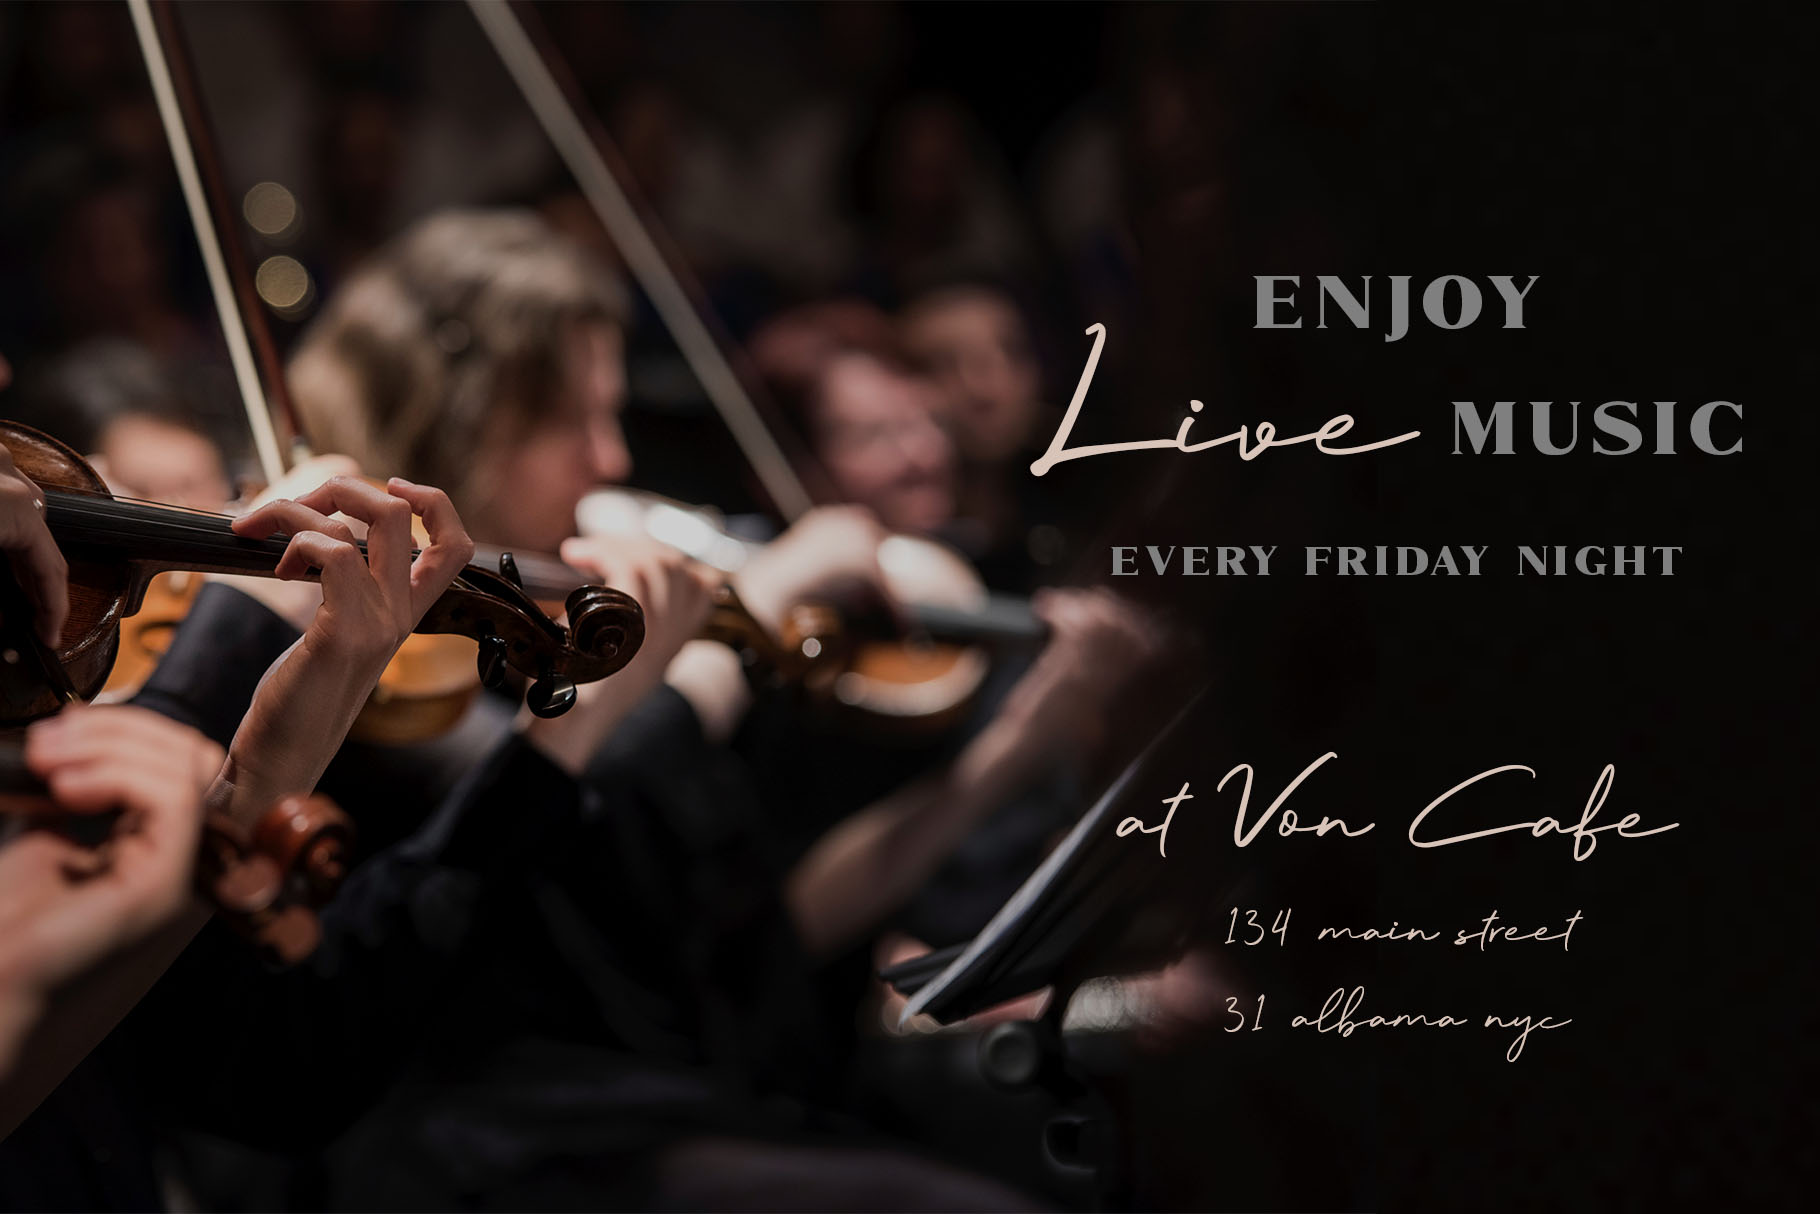 ENJOY
Live MUSIC
EVERY FRIDAY NIGHT
at Von Cafe
134 main street
31 albama nyc